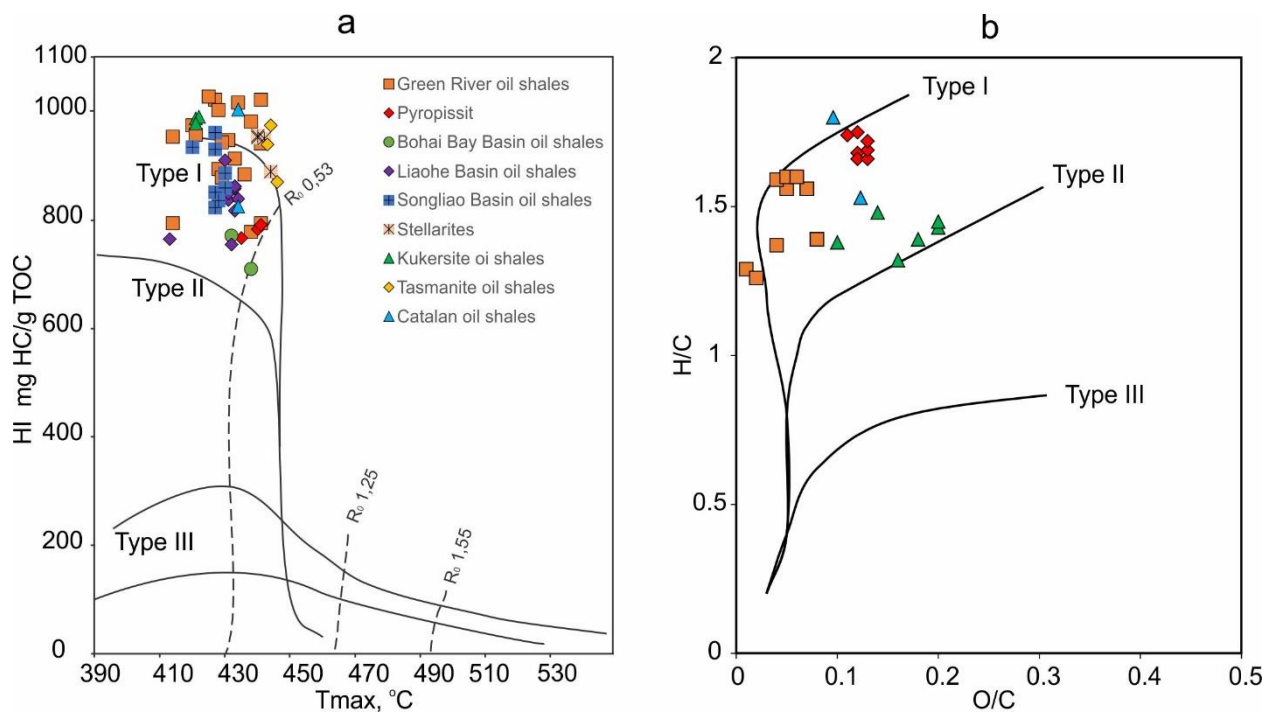 a
HI mg HC/g TOC
1100
1000
800
600
400
200
0
390
410
430
450
470
490
510
530
Tmax, °C
Type I
Type II
Type III
R₀ 0,53
R₀ 1,25
R₀ 1,55
Green River oil shales
Pyropissit
Bohai Bay Basin oil shales
Liaohe Basin oil shales
Songliao Basin oil shales
Stellarites
Kukersite oi shales
Tasmanite oil shales
Catalan oil shales
b
H/C
2
1.5
1
0.5
0
0
0.1
0.2
0.3
0.4
0.5
O/C
Type I
Type II
Type III